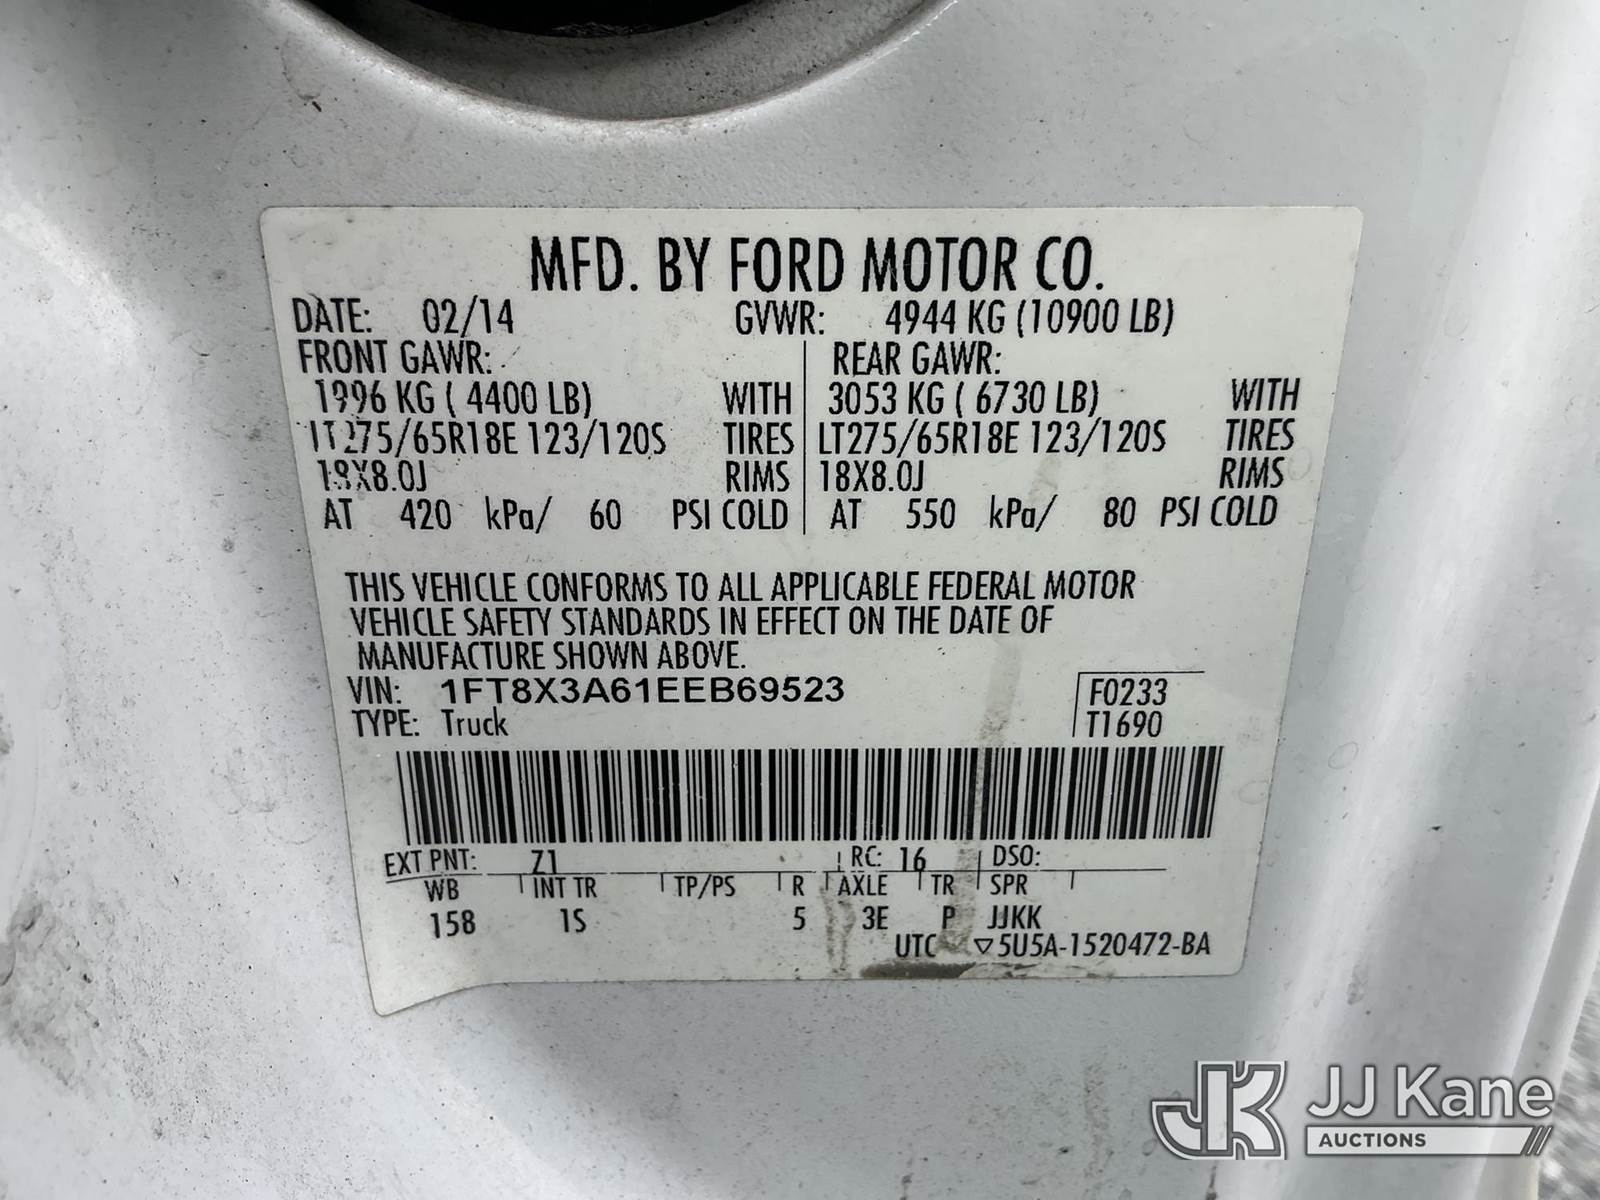 MFD. BY FORD MOTOR CO.
DATE: 02/14 GVWR: 4944 KG (10900 LB)
FRONT GAWR: REAR GAWR:
1996 KG ( 4400 LB) WITH 3053 KG ( 6730 LB) WITH
LT275/65R18E 123/120S TIRES LT275/65R18E 123/120S TIRES
18X8.0J RIMS 18X8.0J RIMS
AT 420 kPa/ 60 PSI COLD AT 550 kPa/ 80 PSI COLD
THIS VEHICLE CONFORMS TO ALL APPLICABLE FEDERAL MOTOR
VEHICLE SAFETY STANDARDS IN EFFECT ON THE DATE OF
MANUFACTURE SHOWN ABOVE.
VIN: 1FT8X3A61EEB69523 F0233
TYPE: Truck T1690
EXT PNT: Z1 RC: 16 DSO:
WB INT TR TP/PS R AXLE TR SPR
158 1S 5 3E P JJKK
UTC ▽5U5A-1520472-BA
JK JJ Kane
AUCTIONS